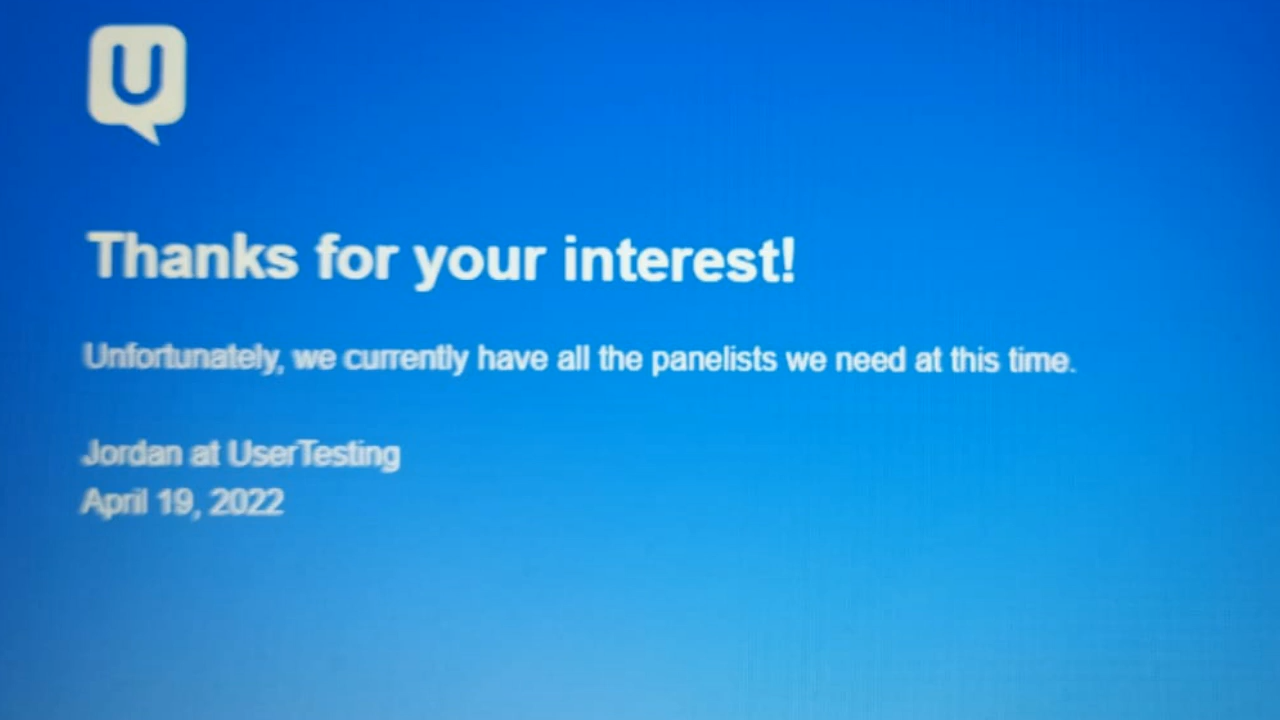 U
Thanks for your interest!
Unfortunately, we currently have all the panelists we need at this time.
Jordan at UserTesting
April 19, 2022